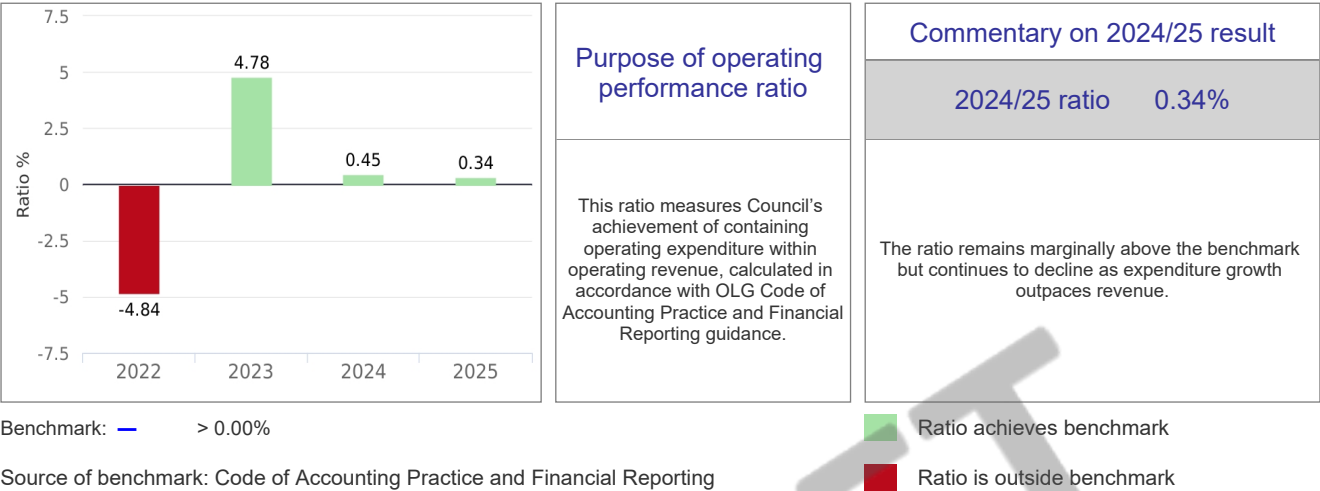 7.5
5
2.5
0
-2.5
-5
-7.5
Ratio %
4.78
0.45
0.34
-4.84
2022
2023
2024
2025
Purpose of operating
performance ratio
This ratio measures Council’s
achievement of containing
operating expenditure within
operating revenue, calculated in
accordance with OLG Code of
Accounting Practice and Financial
Reporting guidance.
Commentary on 2024/25 result
2024/25 ratio 0.34%
The ratio remains marginally above the benchmark
but continues to decline as expenditure growth
outpaces revenue.
Benchmark: > 0.00%
Source of benchmark: Code of Accounting Practice and Financial Reporting
Ratio achieves benchmark
Ratio is outside benchmark